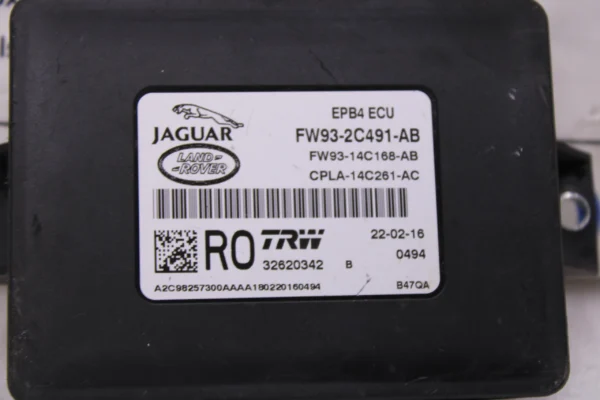 EPB4 ECU
JAGUAR
FW93-2C491-AB
LAND-ROVER
FW93-14C168-AB
CPLA-14C261-AC
RO TRW
22-02-16
32620342 B
0494
A2C98257300AAAA180220160494
B47QA